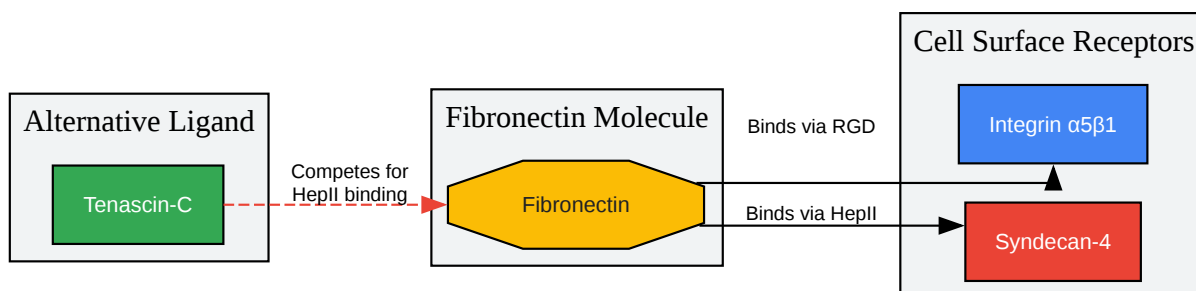 Alternative Ligand
Tenascin-C
Competes for
HepII binding
Fibronectin Molecule
Fibronectin
Binds via RGD
Binds via HepII
Cell Surface Receptors
Integrin α5β1
Syndecan-4